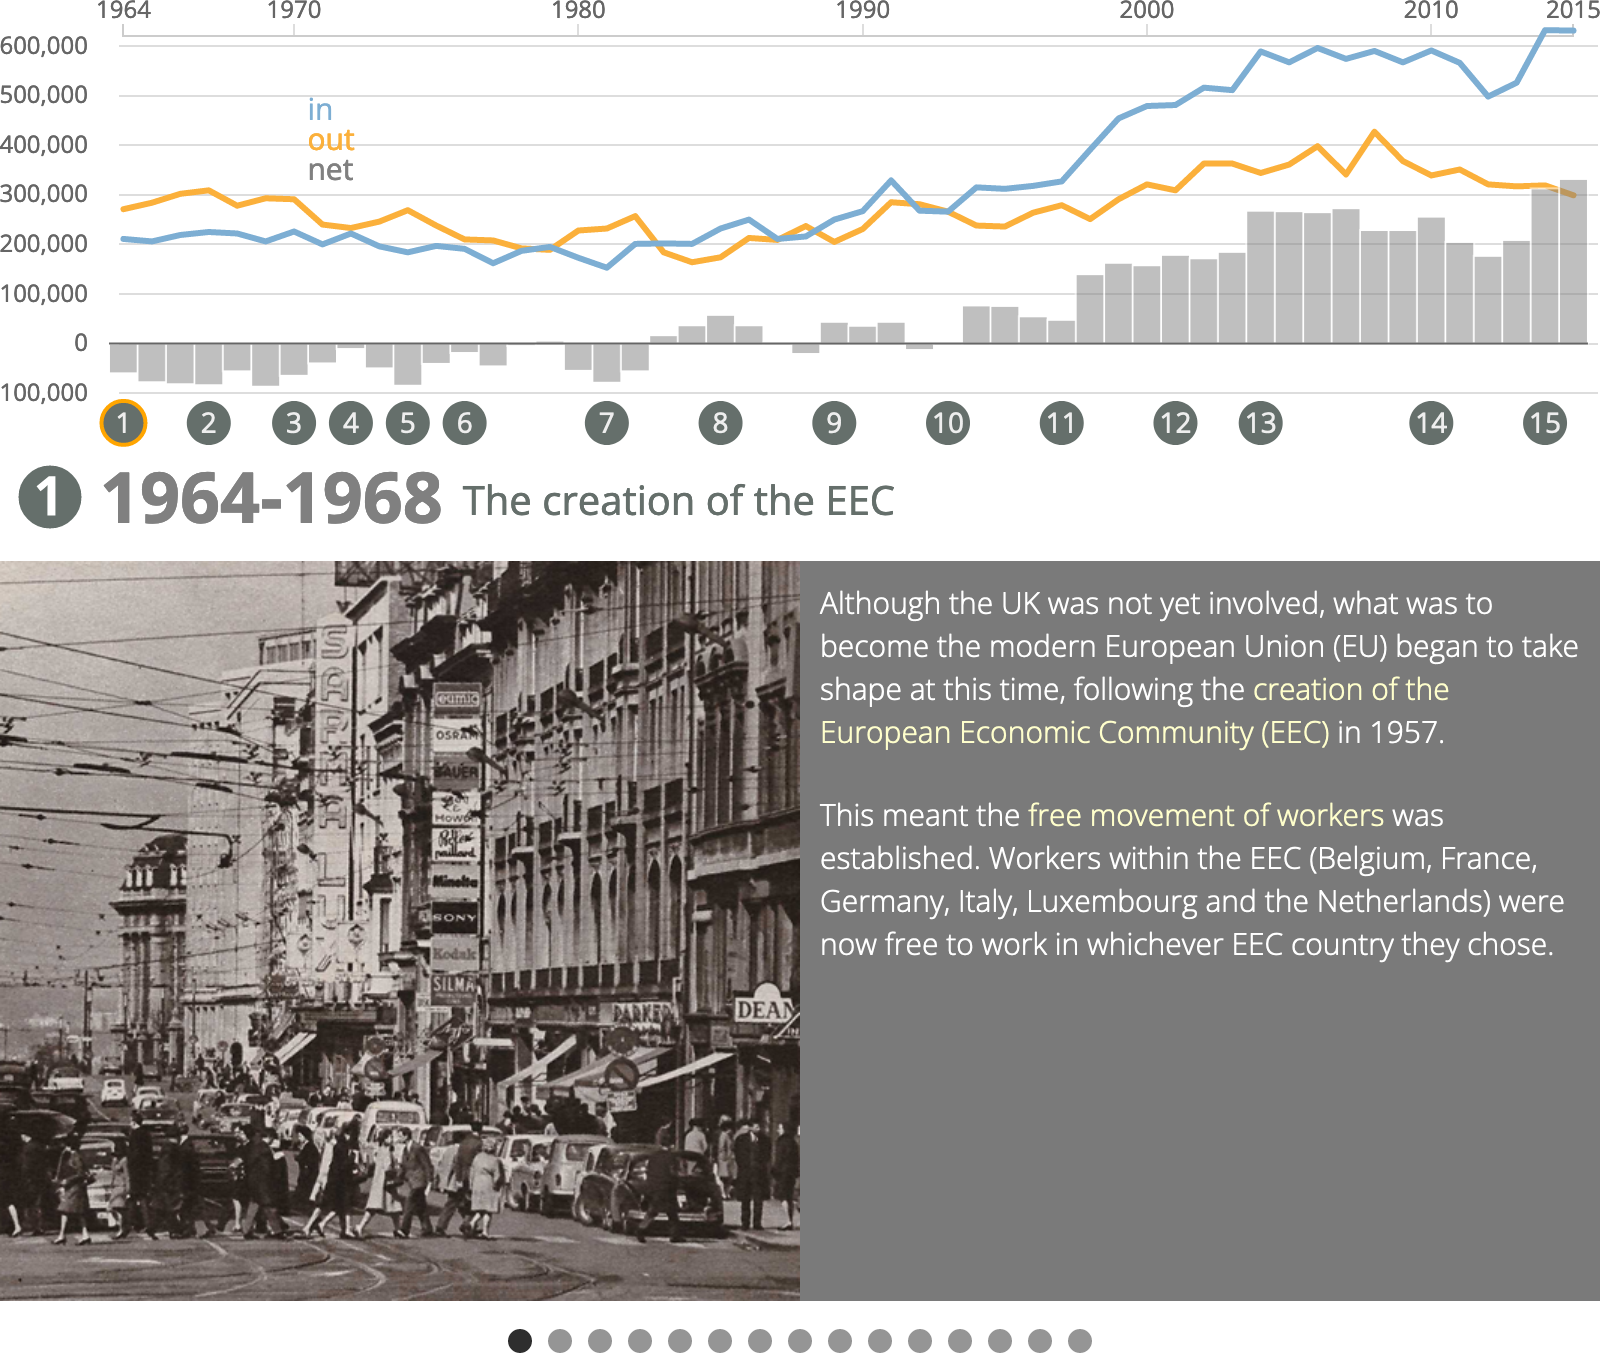 1964 1970 1980 1990 2000 2010 2015
600,000
500,000
400,000
300,000
200,000
100,000
0
100,000
in
out
net
1 2 3 4 5 6 7 8 9 10 11 12 13 14 15
1 1964-1968 The creation of the EEC
Although the UK was not yet involved, what was to
become the modern European Union (EU) began to take
shape at this time, following the creation of the
European Economic Community (EEC) in 1957.
This meant the free movement of workers was
established. Workers within the EEC (Belgium, France,
Germany, Italy, Luxembourg and the Netherlands) were
now free to work in whichever EEC country they chose.
eumig
OSRAM
BAUER
Minolta
SONY
Kodak
SILMA
PARKER
DEAN